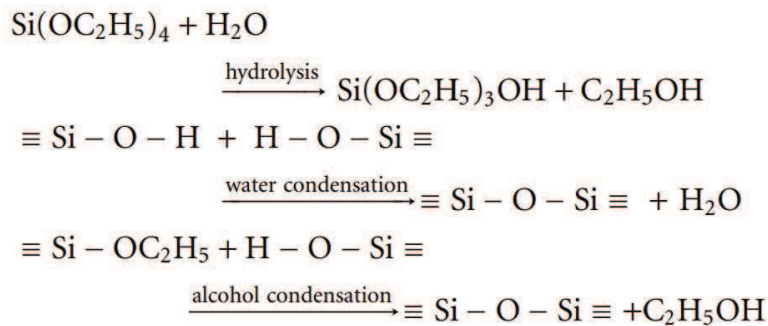 Si(OC₂H₅)₄ + H₂O
hydrolysis
Si(OC₂H₅)₃OH + C₂H₅OH
≡ Si − O − H + H − O − Si ≡
water condensation
≡ Si − O − Si ≡ + H₂O
≡ Si − OC₂H₅ + H − O − Si ≡
alcohol condensation
≡ Si − O − Si ≡ +C₂H₅OH